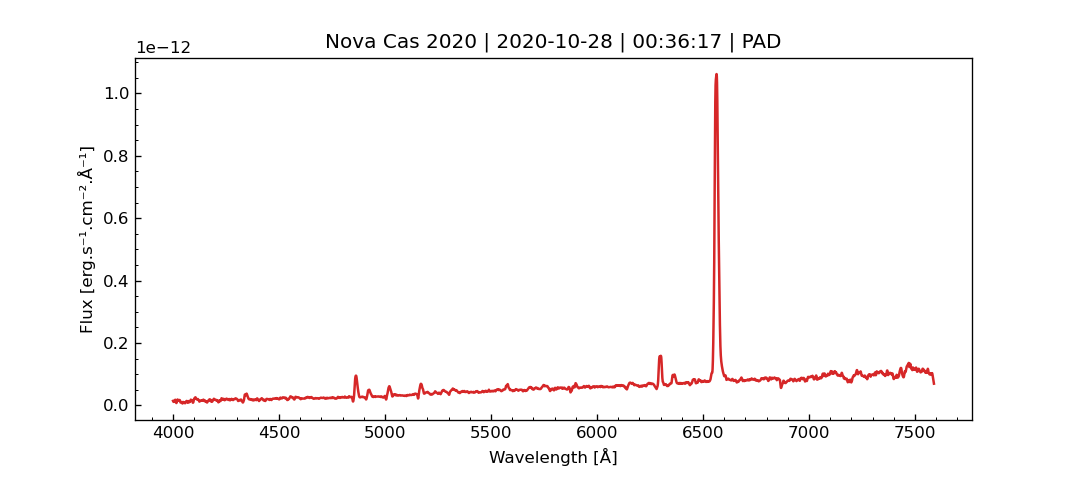 Nova Cas 2020 | 2020-10-28 | 00:36:17 | PAD
1e−12
1.0
0.8
0.6
0.4
0.2
0.0
Flux [erg.s⁻¹.cm⁻².Å⁻¹]
4000 4500 5000 5500 6000 6500 7000 7500
Wavelength [Å]